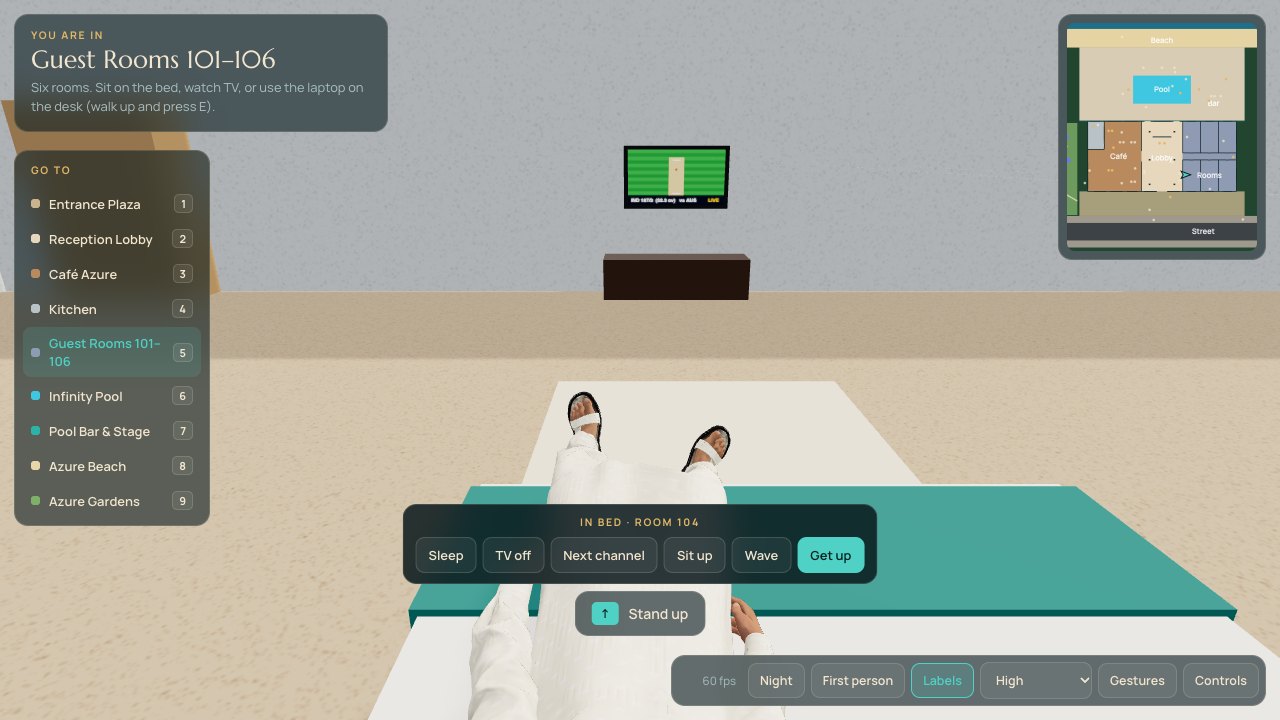 YOU ARE IN
Guest Rooms 101–106
Six rooms. Sit on the bed, watch TV, or use the laptop on
the desk (walk up and press E).
GO TO
Entrance Plaza 1
Reception Lobby 2
Café Azure 3
Kitchen 4
Guest Rooms 101–
106 5
Infinity Pool 6
Pool Bar & Stage 7
Azure Beach 8
Azure Gardens 9
Beach
Pool
Bar
Café
Lobby
Rooms
Street
vs AUS LIVE
IN BED · ROOM 104
Sleep
TV off
Next channel
Sit up
Wave
Get up
↑ Stand up
60 fps
Night
First person
Labels
High
Gestures
Controls